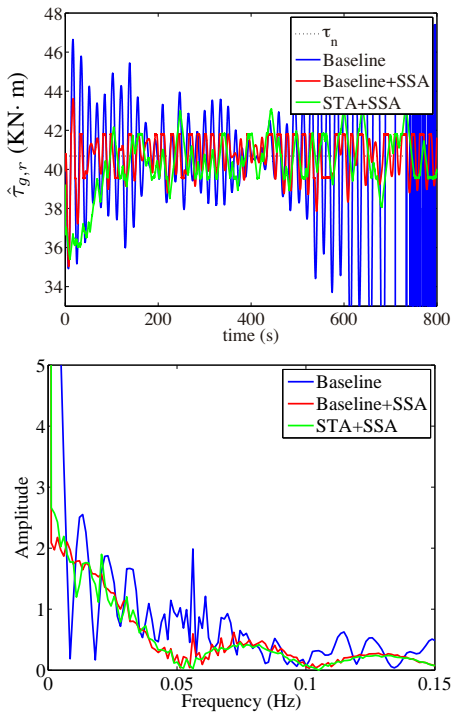 τ_n
Baseline
Baseline+SSA
STA+SSA
τ̂_{g,r} (KN· m)
46
44
42
40
38
36
34
0 200 400 600 800
time (s)
Baseline
Baseline+SSA
STA+SSA
Amplitude
5
4
3
2
1
0
0 0.05 0.1 0.15
Frequency (Hz)